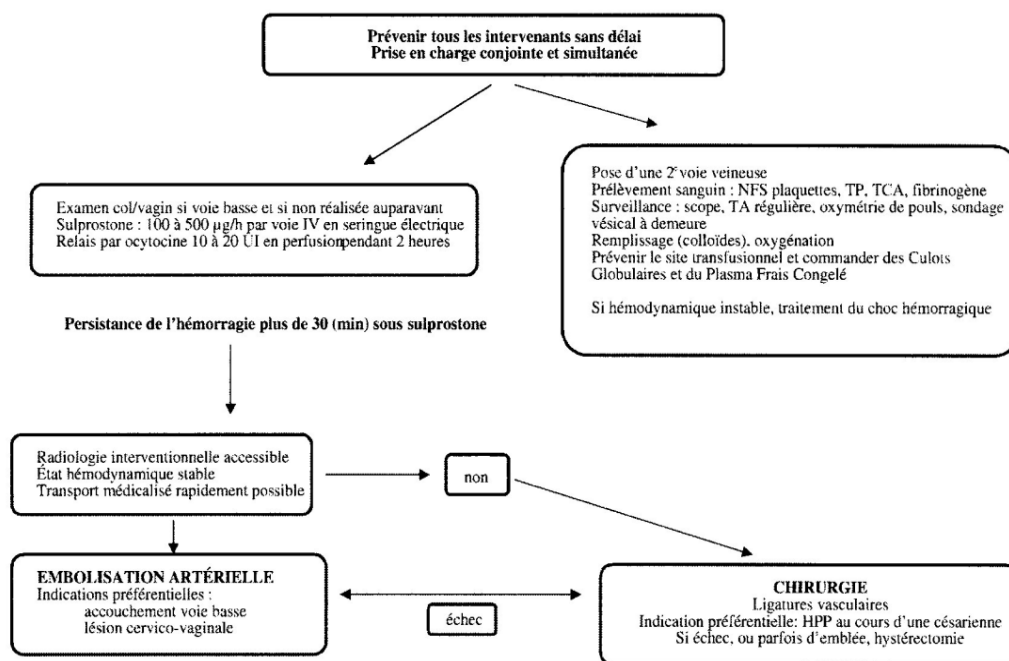 Prévenir tous les intervenants sans délai
Prise en charge conjointe et simultanée
Examen col/vagin si voie basse et si non réalisée auparavant
Sulprostone : 100 à 500 µg/h par voie IV en seringue électrique
Relais par ocytocine 10 à 20 UI en perfusionpendant 2 heures
Pose d'une 2e voie veineuse
Prélèvement sanguin : NFS plaquettes, TP, TCA, fibrinogène
Surveillance : scope, TA régulière, oxymétrie de pouls, sondage
vésical à demeure
Remplissage (colloïdes). oxygénation
Prévenir le site transfusionnel et commander des Culots
Globulaires et du Plasma Frais Congelé
Si hémodynamique instable, traitement du choc hémorragique
Persistance de l'hémorragie plus de 30 (min) sous sulprostone
Radiologie interventionnelle accessible
État hémodynamique stable
Transport médicalisé rapidement possible
non
EMBOLISATION ARTÉRIELLE
Indications préférentielles :
accouchement voie basse
lésion cervico-vaginale
échec
CHIRURGIE
Ligatures vasculaires
Indication préférentielle: HPP au cours d'une césarienne
Si échec, ou parfois d'emblée, hystérectomie